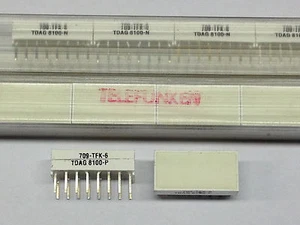 709-TFK-6
TDAG 8100-N
709-TFK-6
TDAG 8100-N
709-TFK-6
TDAG 8100-N
TELEFUNKEN
709-TFK-6
TDAG 8100-P